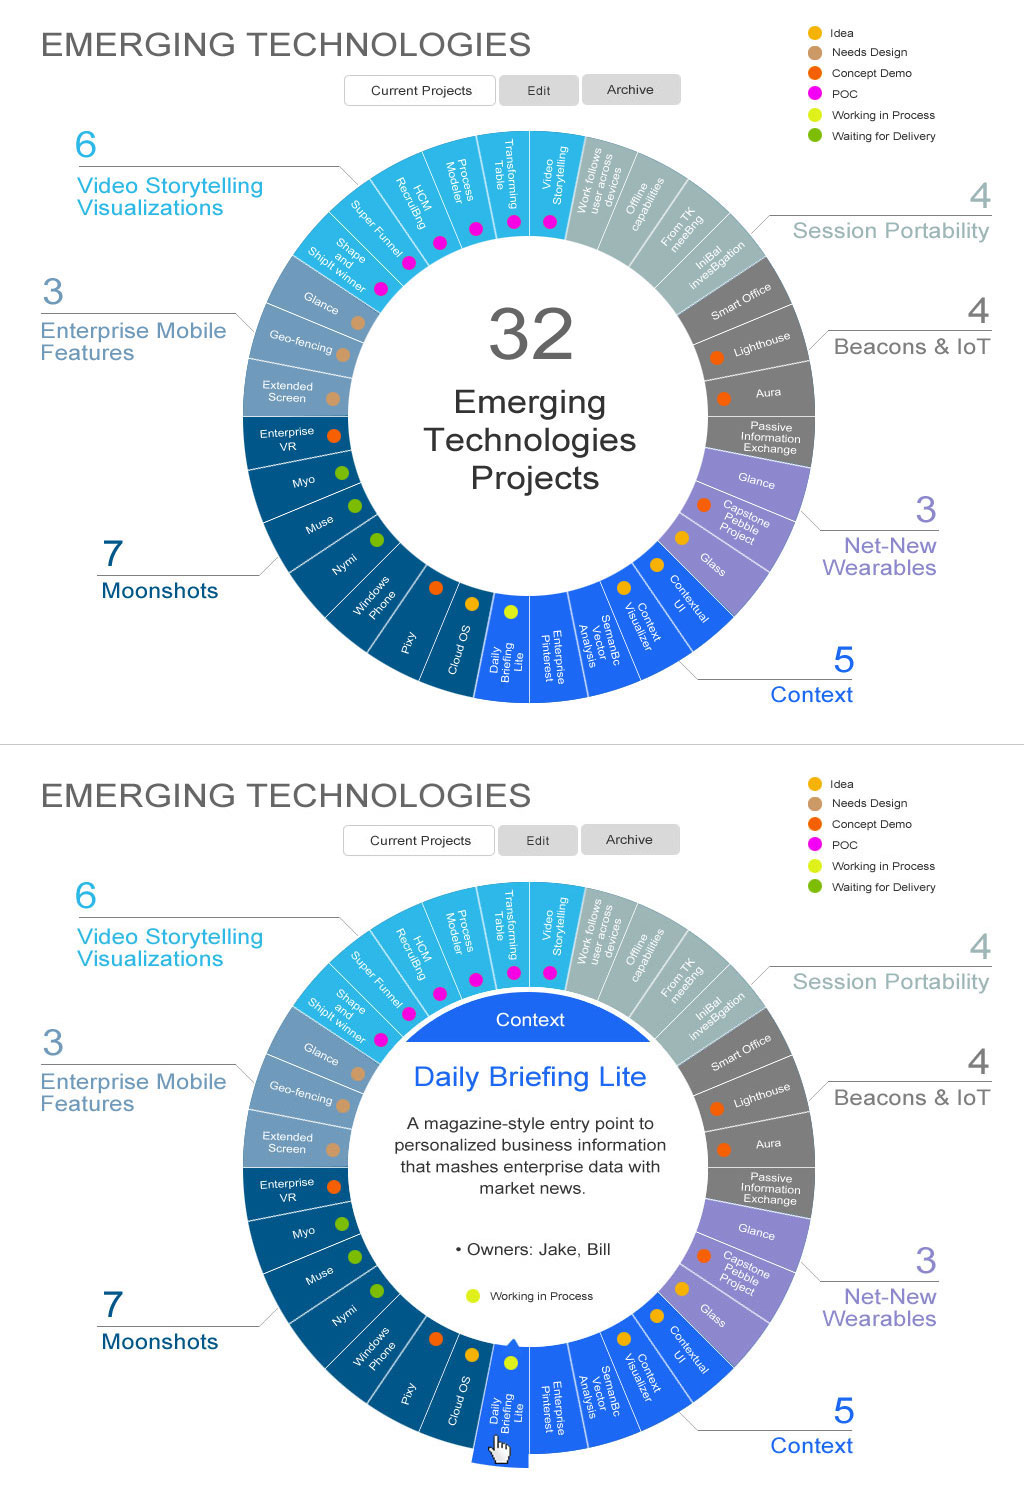 EMERGING TECHNOLOGIES
Current Projects
Edit
Archive
Idea
Needs Design
Concept Demo
POC
Working in Process
Waiting for Delivery
6
Video Storytelling
Visualizations
3
Enterprise Mobile
Features
7
Moonshots
4
Session Portability
4
Beacons & IoT
3
Net-New
Wearables
5
Context
32
Emerging
Technologies
Projects
Video
Storytelling
Work follows
user across
devices
Offline
capabilities
From TK
meeBng
IniBal
invesBgation
Smart Office
Lighthouse
Aura
Passive
Information
Exchange
Glance
Capstone
Pebble
Project
Glass
Contextual
UI
Context
Visualizer
SemanBc
Vector
Analysis
Enterprise
Pinterest
Daily
Briefing
Lite
Cloud OS
Pixy
Windows
Phone
Nymi
Muse
Myo
Enterprise
VR
Extended
Screen
Geo-fencing
Glance
Shape
and
ShipIt winner
Super Funnel
HCM
RecruiBng
Process
Modeler
Transforming
Table
EMERGING TECHNOLOGIES
Current Projects
Edit
Archive
Idea
Needs Design
Concept Demo
POC
Working in Process
Waiting for Delivery
6
Video Storytelling
Visualizations
3
Enterprise Mobile
Features
7
Moonshots
4
Session Portability
4
Beacons & IoT
3
Net-New
Wearables
5
Context
Context
Daily Briefing Lite
A magazine-style entry point to
personalized business information
that mashes enterprise data with
market news.
• Owners: Jake, Bill
Working in Process
Video
Storytelling
Work follows
user across
devices
Offline
capabilities
From TK
meeBng
IniBal
invesBgation
Smart Office
Lighthouse
Aura
Passive
Information
Exchange
Glance
Capstone
Pebble
Project
Glass
Contextual
UI
Context
Visualizer
SemanBc
Vector
Analysis
Enterprise
Pinterest
Daily
Briefing
Lite
Cloud OS
Pixy
Windows
Phone
Nymi
Muse
Myo
Enterprise
VR
Extended
Screen
Geo-fencing
Glance
Shape
and
ShipIt winner
Super Funnel
HCM
RecruiBng
Process
Modeler
Transforming
Table